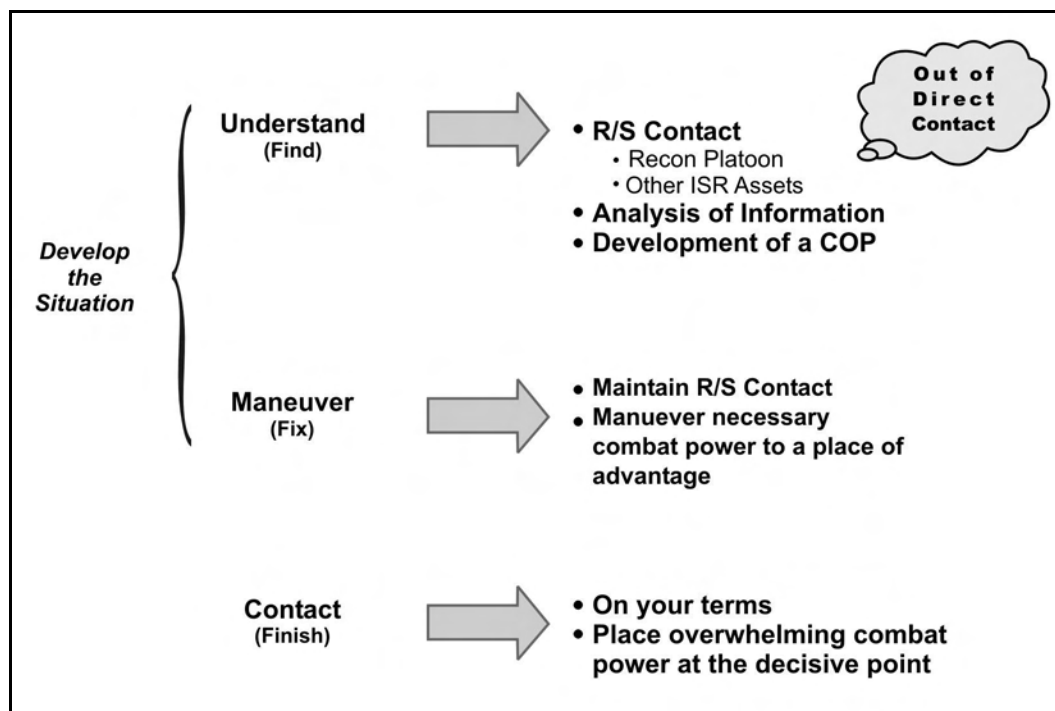 Out of
Direct
Contact
Understand
(Find)
• R/S Contact
• Recon Platoon
• Other ISR Assets
• Analysis of Information
• Development of a COP
Develop
the
Situation
Maneuver
(Fix)
• Maintain R/S Contact
• Manuever necessary
combat power to a place of
advantage
Contact
(Finish)
• On your terms
• Place overwhelming combat
power at the decisive point